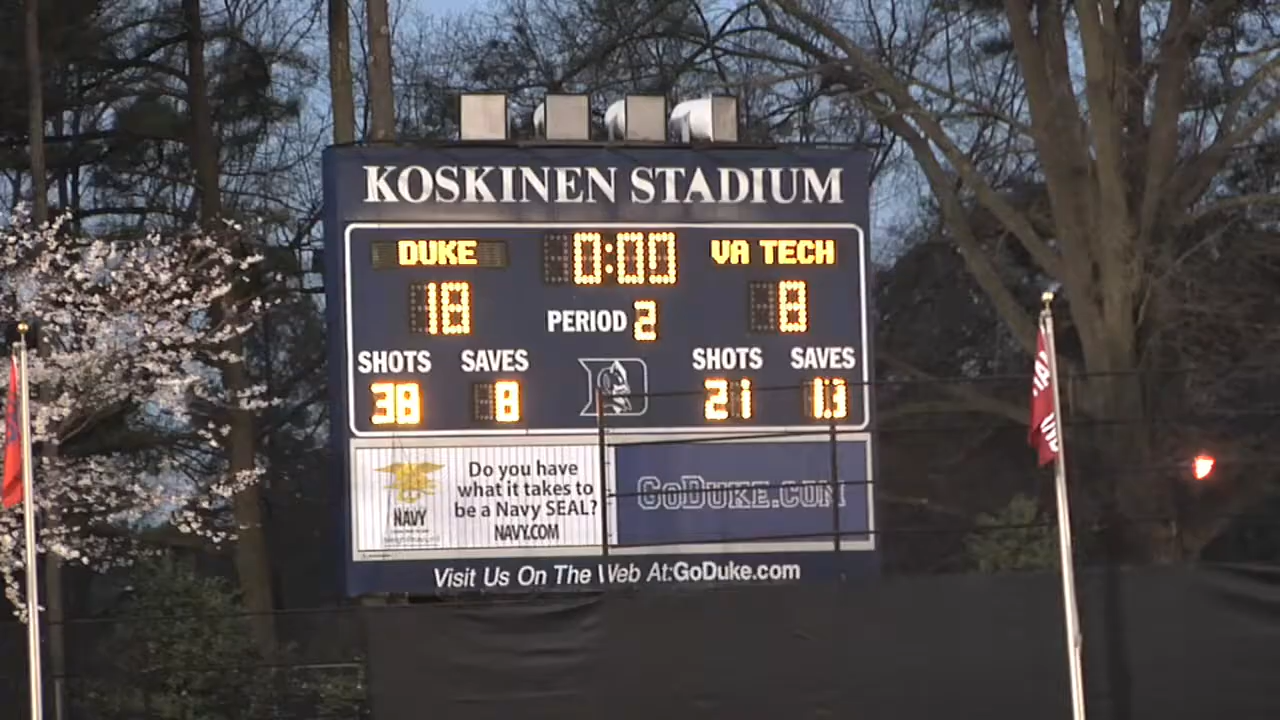 KOSKINEN STADIUM
DUKE 0:00 VA TECH
18 PERIOD 2 8
SHOTS SAVES SHOTS SAVES
38 8 21 13
Do you have
what it takes to
be a Navy SEAL?
NAVY.COM
NAVY
GODUKE.COM
Visit Us On The Web At:GoDuke.com